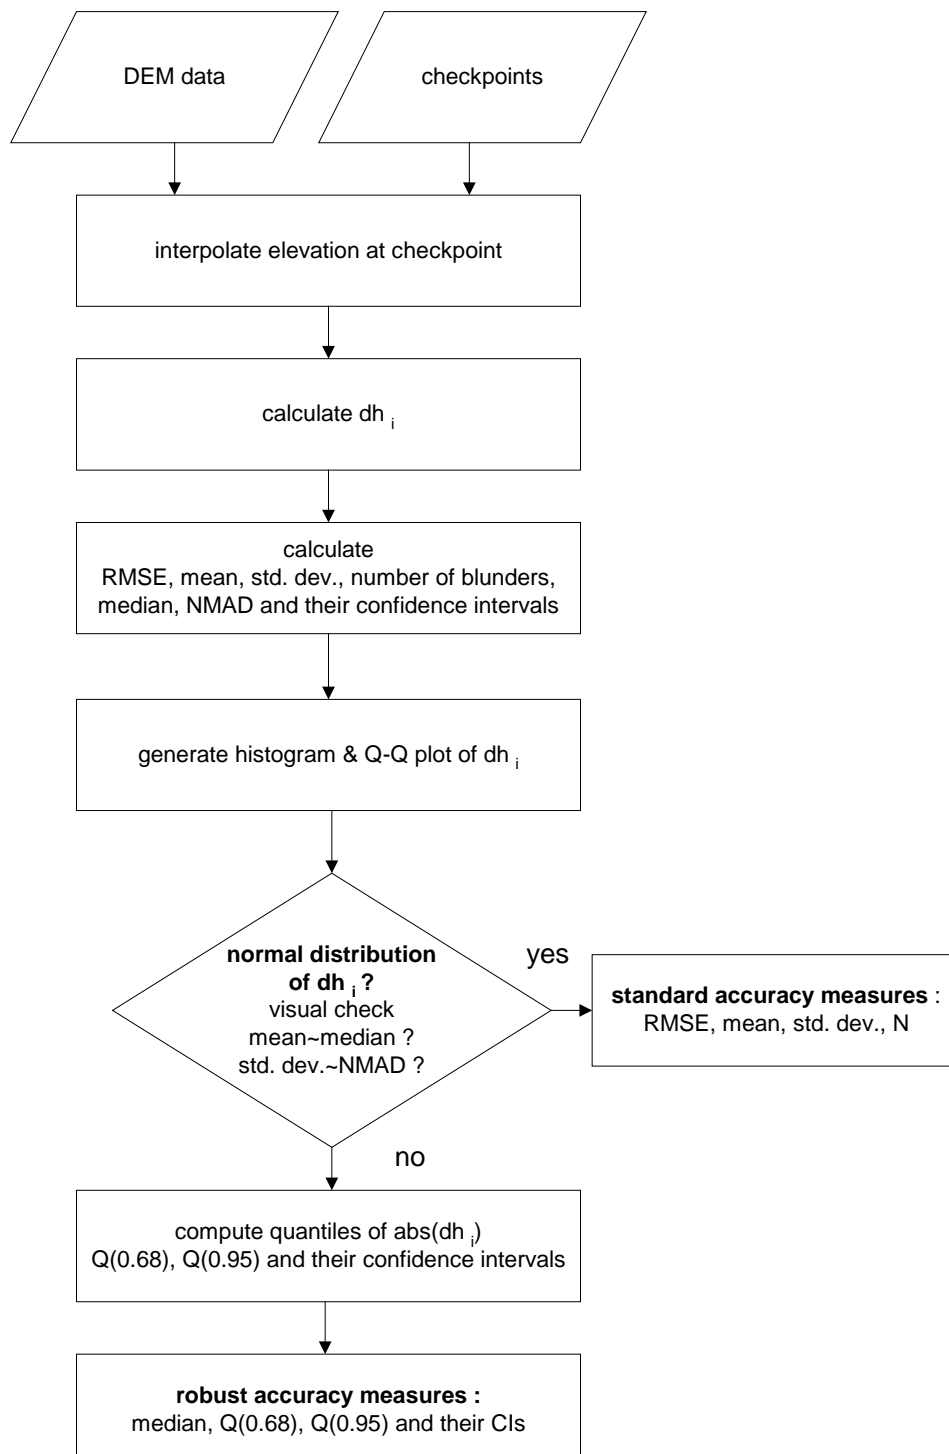 DEM data
checkpoints
interpolate elevation at checkpoint
calculate dh i
calculate
RMSE, mean, std. dev., number of blunders,
median, NMAD and their confidence intervals
generate histogram & Q-Q plot of dh i
normal distribution
of dh i ?
visual check
mean~median ?
std. dev.~NMAD ?
yes
standard accuracy measures :
RMSE, mean, std. dev., N
no
compute quantiles of abs(dh i)
Q(0.68), Q(0.95) and their confidence intervals
robust accuracy measures :
median, Q(0.68), Q(0.95) and their CIs